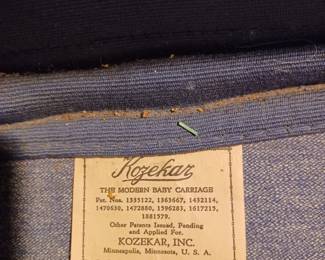 Kozekar
THE MODERN BABY CARRIAGE
Pat. Nos. 1335122, 1363667, 1432114,
1470630, 1472880, 1596283, 1617215,
1881579.
Other Patents Issued, Pending
and Applied For.
KOZEKAR, INC.
Minneapolis, Minnesota, U. S. A.